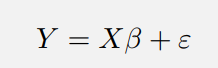 Y = Xβ + ε